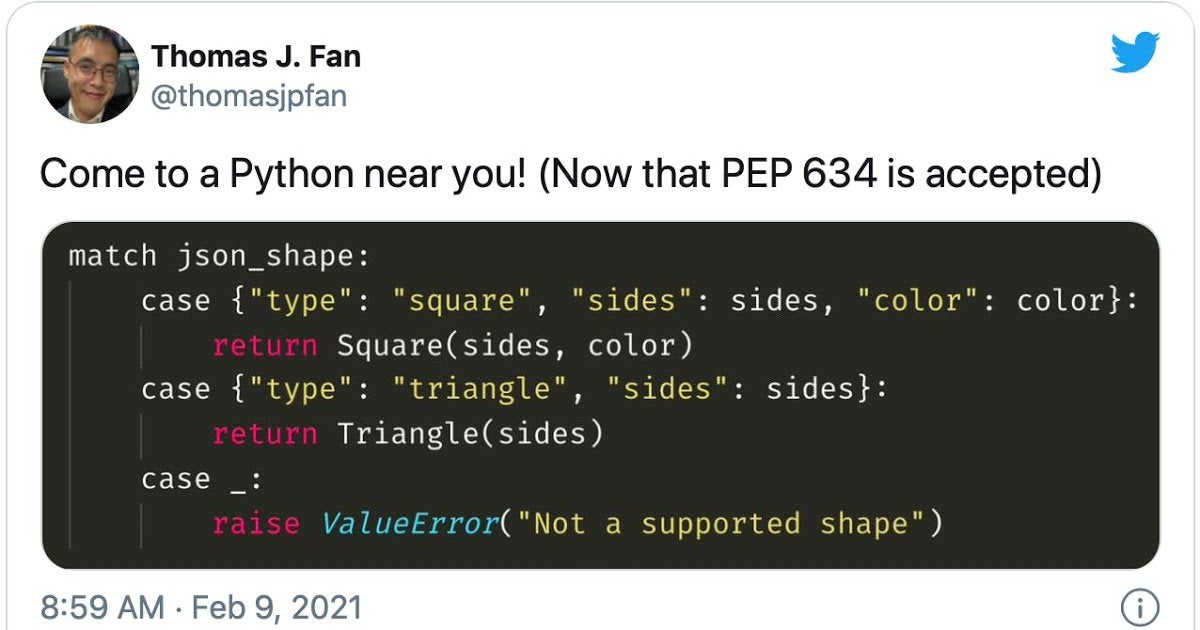 Thomas J. Fan
@thomasjpfan
Come to a Python near you! (Now that PEP 634 is accepted)
match json_shape:
    case {"type": "square", "sides": sides, "color": color}:
        return Square(sides, color)
    case {"type": "triangle", "sides": sides}:
        return Triangle(sides)
    case _:
        raise ValueError("Not a supported shape")
8:59 AM · Feb 9, 2021